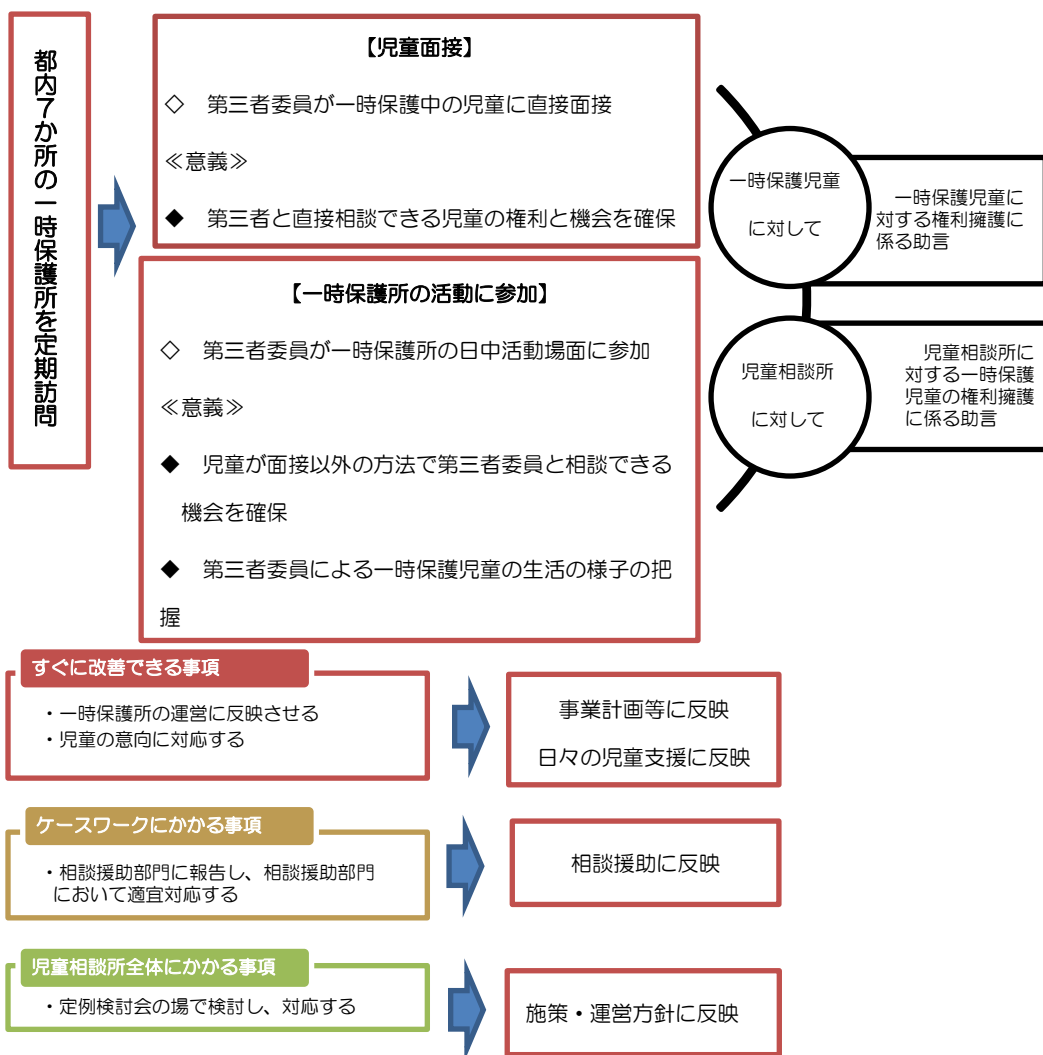 都内７か所の一時保護所を定期訪問
【児童面接】
◇　第三者委員が一時保護中の児童に直接面接
≪意義≫
◆　第三者と直接相談できる児童の権利と機会を確保
【一時保護所の活動に参加】
◇　第三者委員が一時保護所の日中活動場面に参加
≪意義≫
◆　児童が面接以外の方法で第三者委員と相談できる
機会を確保
◆　第三者委員による一時保護児童の生活の様子の把
握
一時保護児童
に対して
一時保護児童に
対する権利擁護に
係る助言
児童相談所
に対して
児童相談所に
対する一時保護
児童の権利擁護
に係る助言
すぐに改善できる事項
・一時保護所の運営に反映させる
・児童の意向に対応する
事業計画等に反映
日々の児童支援に反映
ケースワークにかかる事項
・相談援助部門に報告し、相談援助部門
において適宜対応する
相談援助に反映
児童相談所全体にかかる事項
・定例検討会の場で検討し、対応する
施策・運営方針に反映